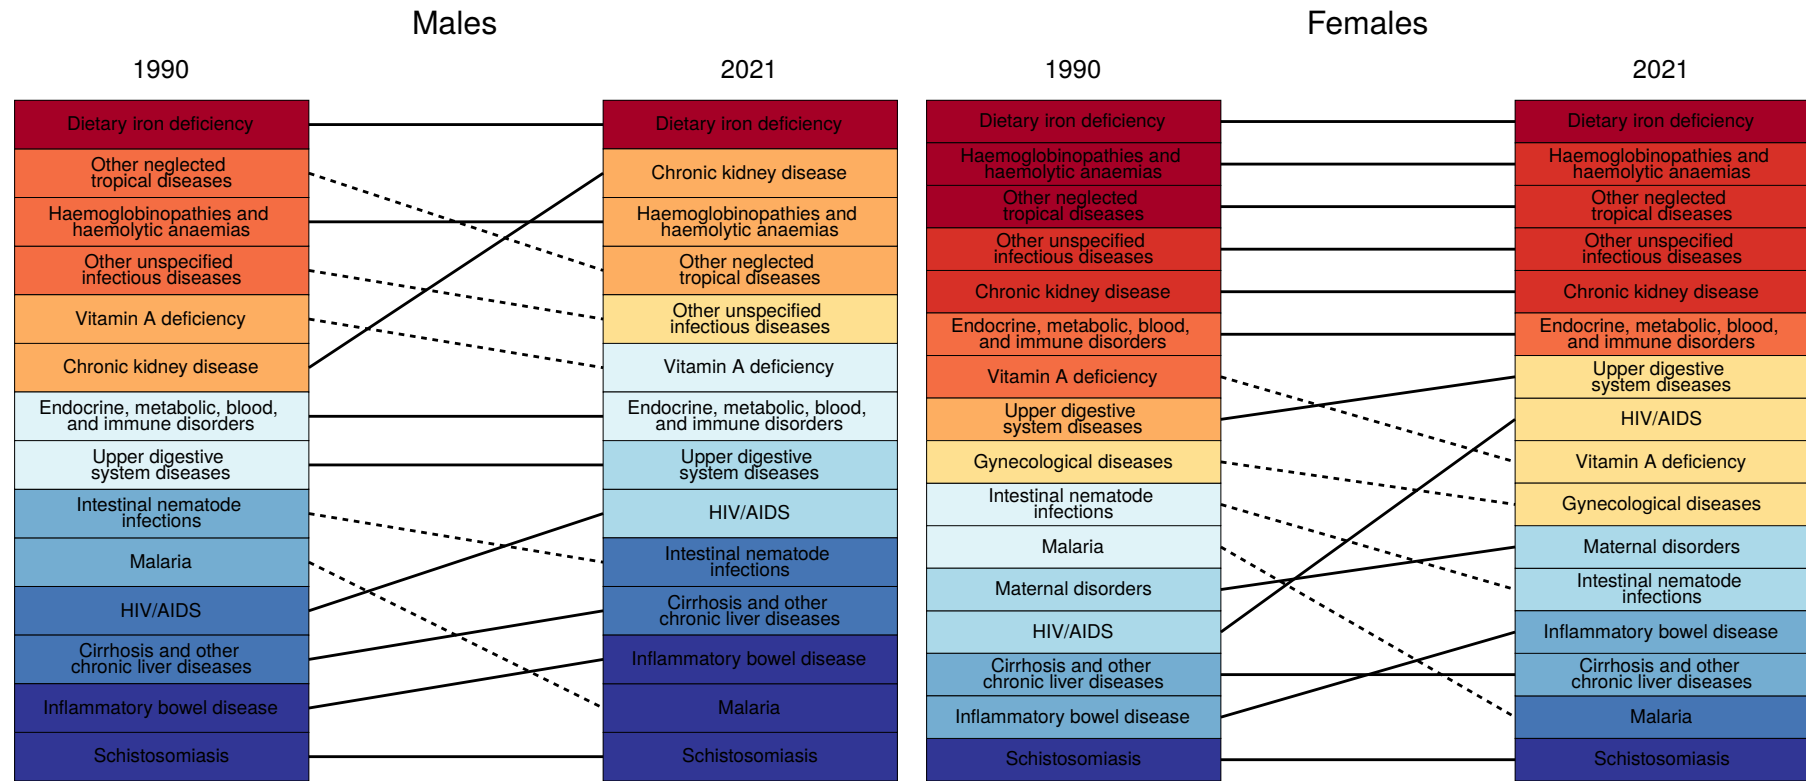 Males
1990
2021
Dietary iron deficiency
Other neglected
tropical diseases
Haemoglobinopathies and
haemolytic anaemias
Other unspecified
infectious diseases
Vitamin A deficiency
Chronic kidney disease
Endocrine, metabolic, blood,
and immune disorders
Upper digestive
system diseases
Intestinal nematode
infections
Malaria
HIV/AIDS
Cirrhosis and other
chronic liver diseases
Inflammatory bowel disease
Schistosomiasis
Dietary iron deficiency
Chronic kidney disease
Haemoglobinopathies and
haemolytic anaemias
Other neglected
tropical diseases
Other unspecified
infectious diseases
Vitamin A deficiency
Endocrine, metabolic, blood,
and immune disorders
Upper digestive
system diseases
HIV/AIDS
Intestinal nematode
infections
Cirrhosis and other
chronic liver diseases
Inflammatory bowel disease
Malaria
Schistosomiasis
Females
1990
2021
Dietary iron deficiency
Haemoglobinopathies and
haemolytic anaemias
Other neglected
tropical diseases
Other unspecified
infectious diseases
Chronic kidney disease
Endocrine, metabolic, blood,
and immune disorders
Vitamin A deficiency
Upper digestive
system diseases
Gynecological diseases
Intestinal nematode
infections
Malaria
Maternal disorders
HIV/AIDS
Cirrhosis and other
chronic liver diseases
Inflammatory bowel disease
Schistosomiasis
Dietary iron deficiency
Haemoglobinopathies and
haemolytic anaemias
Other neglected
tropical diseases
Other unspecified
infectious diseases
Chronic kidney disease
Endocrine, metabolic, blood,
and immune disorders
Upper digestive
system diseases
HIV/AIDS
Vitamin A deficiency
Gynecological diseases
Maternal disorders
Intestinal nematode
infections
Inflammatory bowel disease
Cirrhosis and other
chronic liver diseases
Malaria
Schistosomiasis